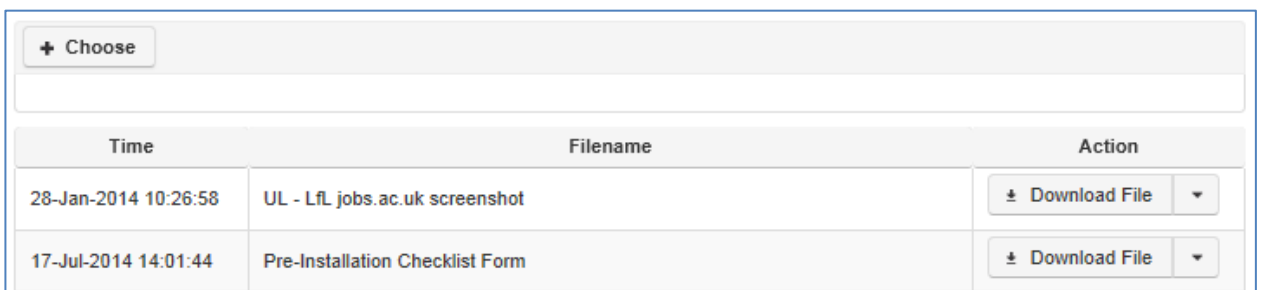 Choose
Time Filename Action
28-Jan-2014 10:26:58 UL - LfL jobs.ac.uk screenshot Download File
17-Jul-2014 14:01:44 Pre-Installation Checklist Form Download File